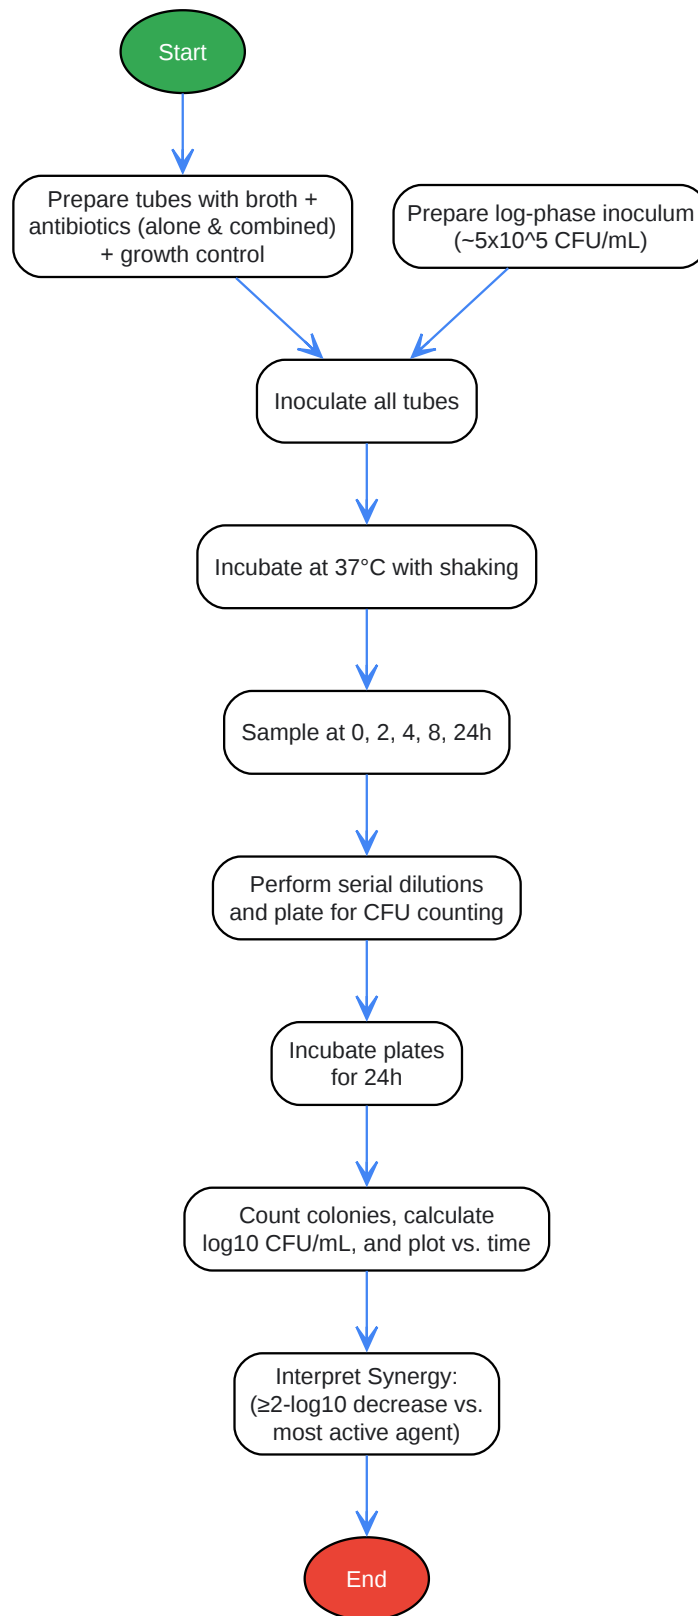 Start
Prepare tubes with broth +
antibiotics (alone & combined)
+ growth control
Prepare log-phase inoculum
(~5x10^5 CFU/mL)
Inoculate all tubes
Incubate at 37°C with shaking
Sample at 0, 2, 4, 8, 24h
Perform serial dilutions
and plate for CFU counting
Incubate plates
for 24h
Count colonies, calculate
log10 CFU/mL, and plot vs. time
Interpret Synergy:
(≥2-log10 decrease vs.
most active agent)
End